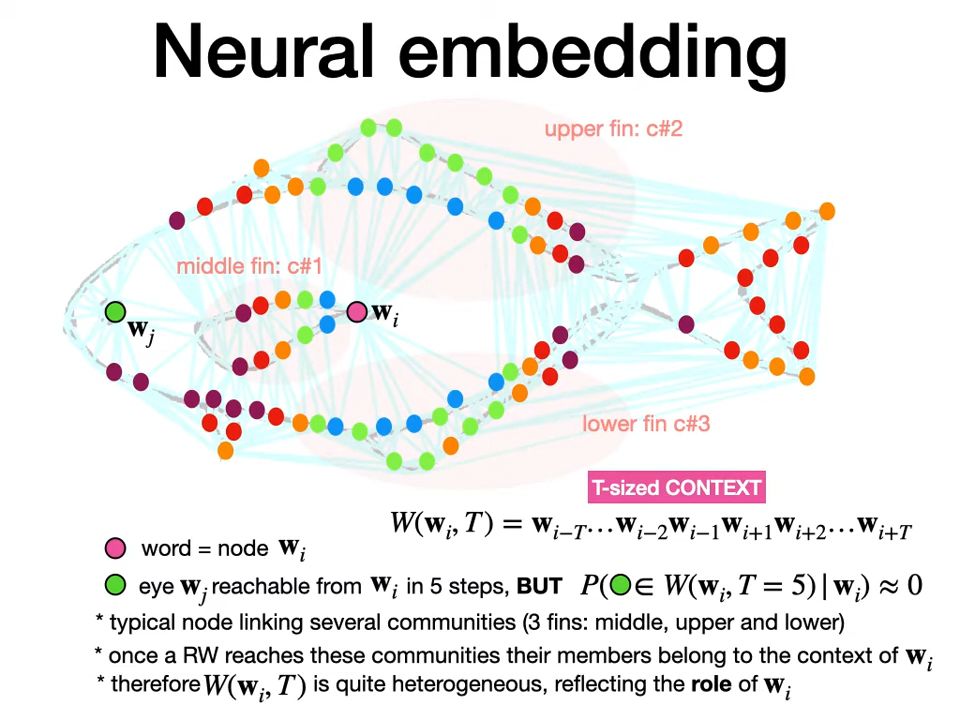 Neural embedding
upper fin: c#2
middle fin: c#1
w_i
w_j
lower fin c#3
T-sized CONTEXT
W(w_i, T) = w_{i−T}…w_{i−2}w_{i−1}w_{i+1}w_{i+2}…w_{i+T}
word = node w_i
eye w_j reachable from w_i in 5 steps, BUT P(∈ W(w_i, T = 5) | w_i) ≈ 0
* typical node linking several communities (3 fins: middle, upper and lower)
* once a RW reaches these communities their members belong to the context of w_i
* therefore W(w_i, T) is quite heterogeneous, reflecting the role of w_i